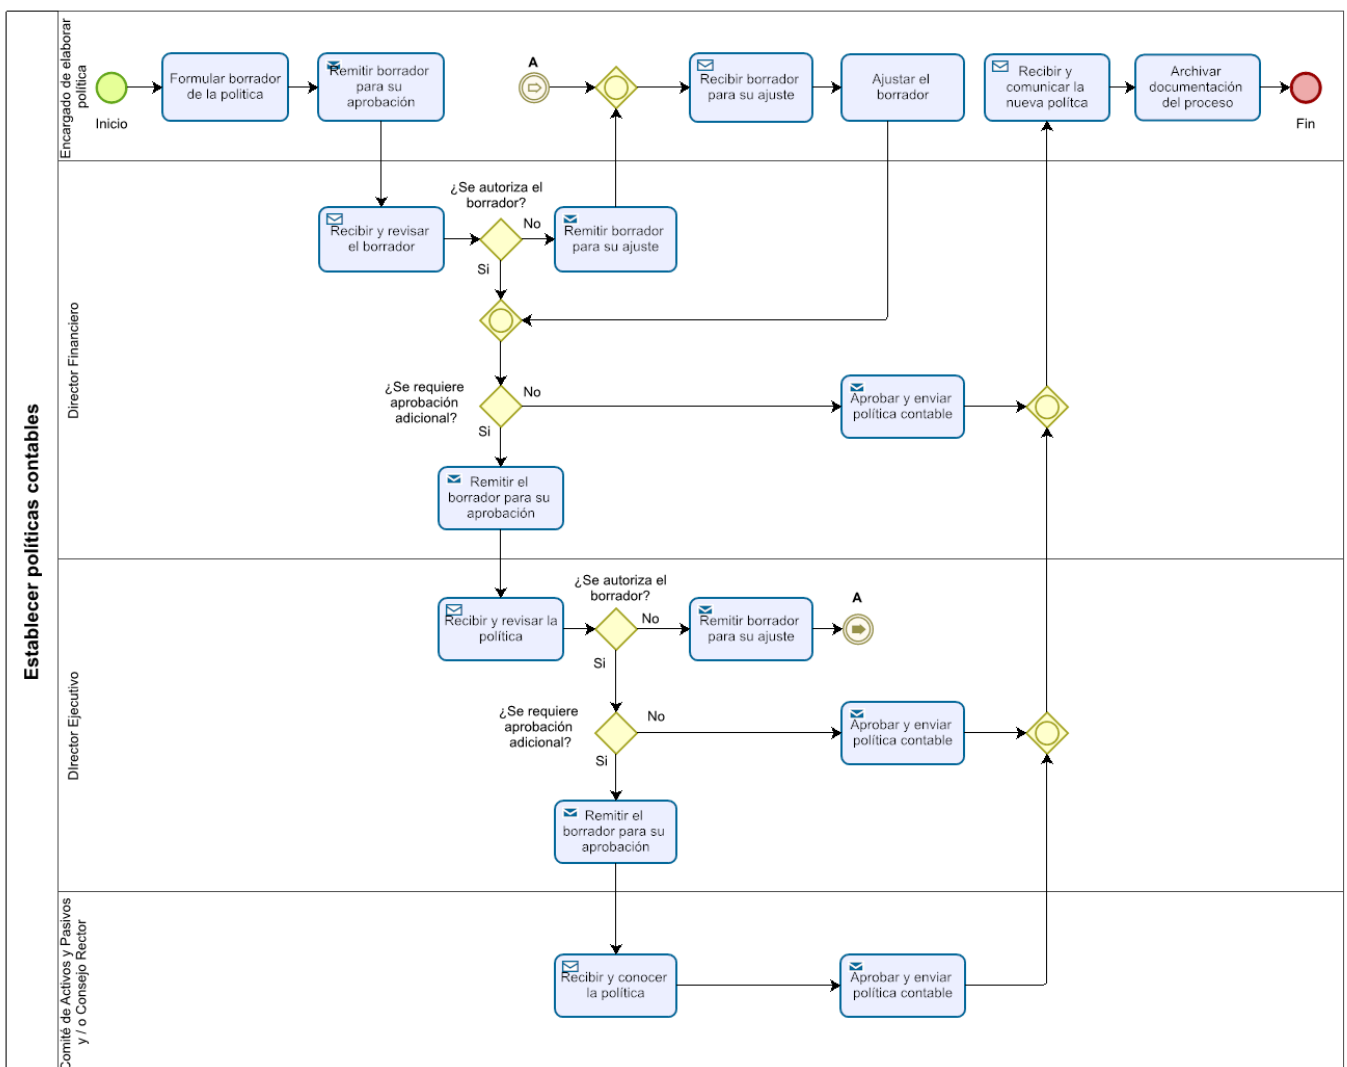 Establecer políticas contables
Encargado de elaborar
política
Inicio
Formular borrador
de la politica
Remitir borrador
para su
aprobación
A
Recibir borrador
para su ajuste
Ajustar el
borrador
Recibir y
comunicar la
nueva polítca
Archivar
documentación
del proceso
Fin
Director Financiero
Recibir y revisar
el borrador
¿Se autoriza el
borrador?
No
Si
Remitir borrador
para su ajuste
¿Se requiere
aprobación
adicional?
No
Si
Aprobar y enviar
política contable
Remitir el
borrador para su
aprobación
DIrector Ejecutivo
Recibir y revisar la
política
¿Se autoriza el
borrador?
No
Si
Remitir borrador
para su ajuste
A
¿Se requiere
aprobación
adicional?
No
Si
Aprobar y enviar
política contable
Remitir el
borrador para su
aprobación
Comité de Activos y Pasivos
y / o Consejo Rector
Recibir y conocer
la política
Aprobar y enviar
política contable